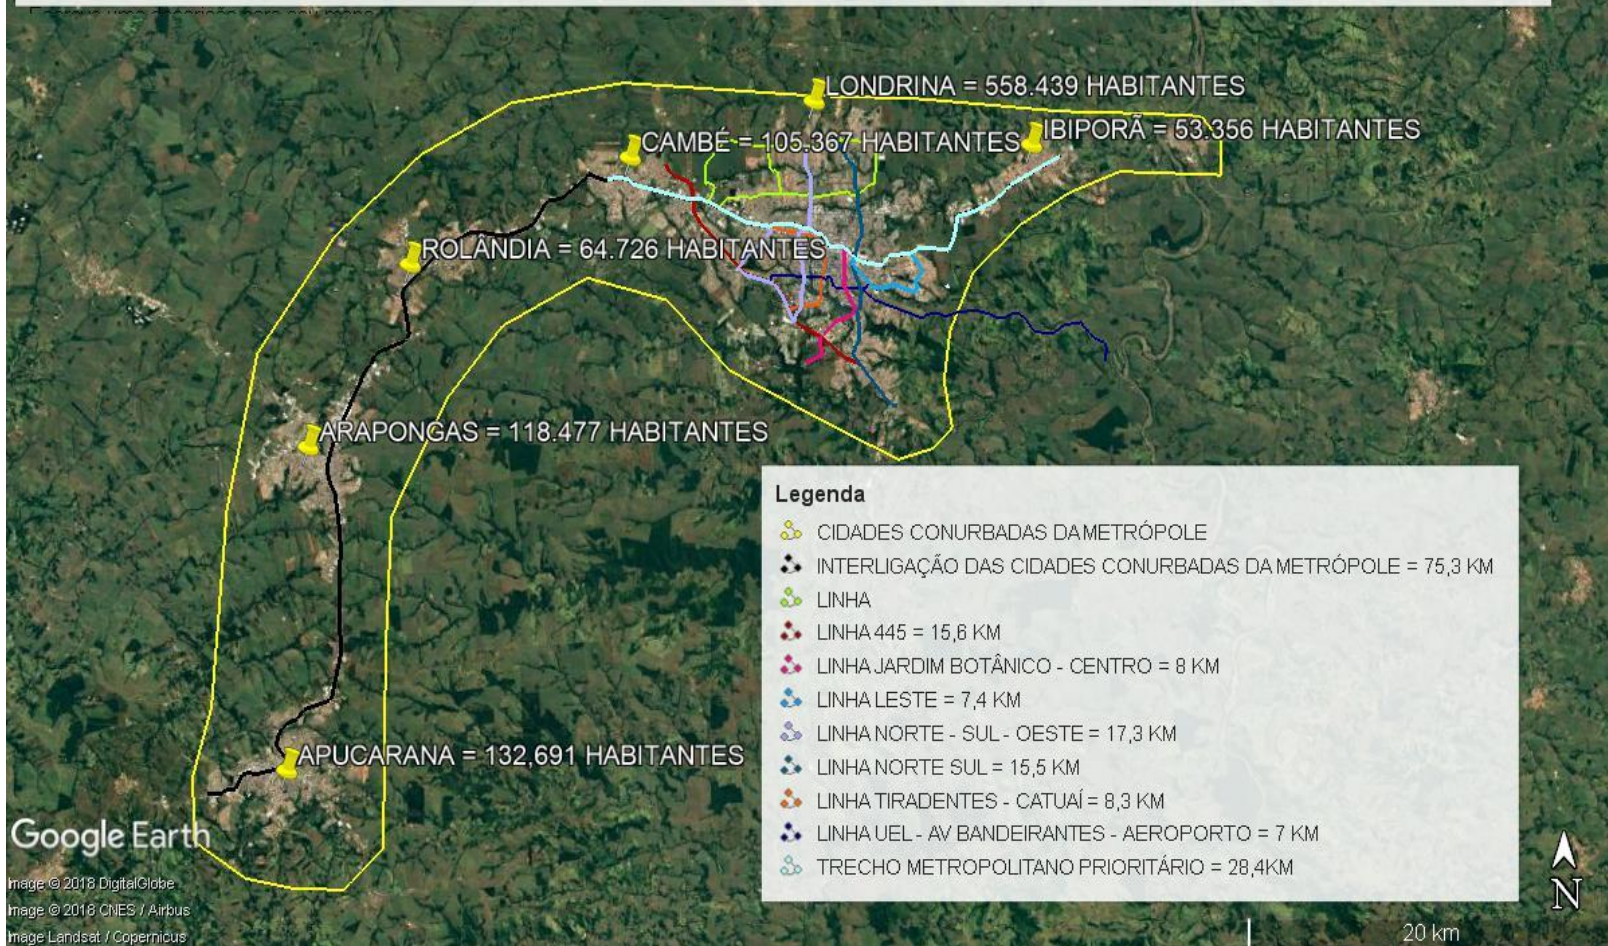 LONDRINA = 558.439 HABITANTES
CAMBÉ = 105.367 HABITANTES
IBIPORÃ = 53.356 HABITANTES
ROLÂNDIA = 64.726 HABITANTES
ARAPONGAS = 118.477 HABITANTES
APUCARANA = 132,691 HABITANTES
Legenda
CIDADES CONURBADAS DA METRÓPOLE
INTERLIGAÇÃO DAS CIDADES CONURBADAS DA METRÓPOLE = 75,3 KM
LINHA
LINHA 445 = 15,6 KM
LINHA JARDIM BOTÂNICO - CENTRO = 8 KM
LINHA LESTE = 7,4 KM
LINHA NORTE - SUL - OESTE = 17,3 KM
LINHA NORTE SUL = 15,5 KM
LINHA TIRADENTES - CATUAÍ = 8,3 KM
LINHA UEL - AV BANDEIRANTES - AEROPORTO = 7 KM
TRECHO METROPOLITANO PRIORITÁRIO = 28,4KM
Google Earth
Image © 2018 DigitalGlobe
Image © 2018 CNES / Airbus
Image Landsat / Copernicus
N
20 km